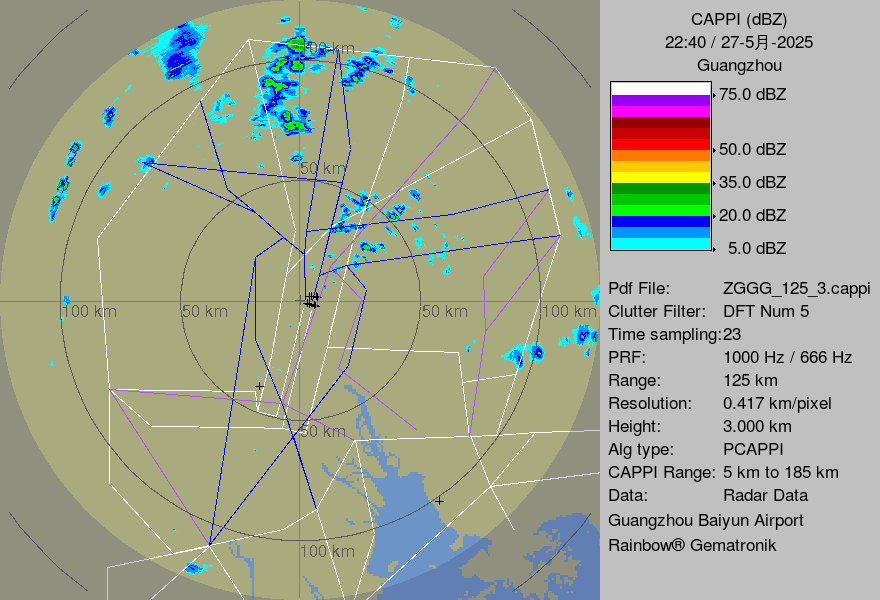 CAPPI (dBZ)
22:40 / 27-5月-2025
Guangzhou
75.0 dBZ
50.0 dBZ
35.0 dBZ
20.0 dBZ
5.0 dBZ
Pdf File: ZGGG_125_3.cappi
Clutter Filter: DFT Num 5
Time sampling:23
PRF: 1000 Hz / 666 Hz
Range: 125 km
Resolution: 0.417 km/pixel
Height: 3.000 km
Alg type: PCAPPI
CAPPI Range: 5 km to 185 km
Data: Radar Data
Guangzhou Baiyun Airport
Rainbow® Gematronik
100 km
50 km
100 km
50 km
50 km
100 km
50 km
100 km